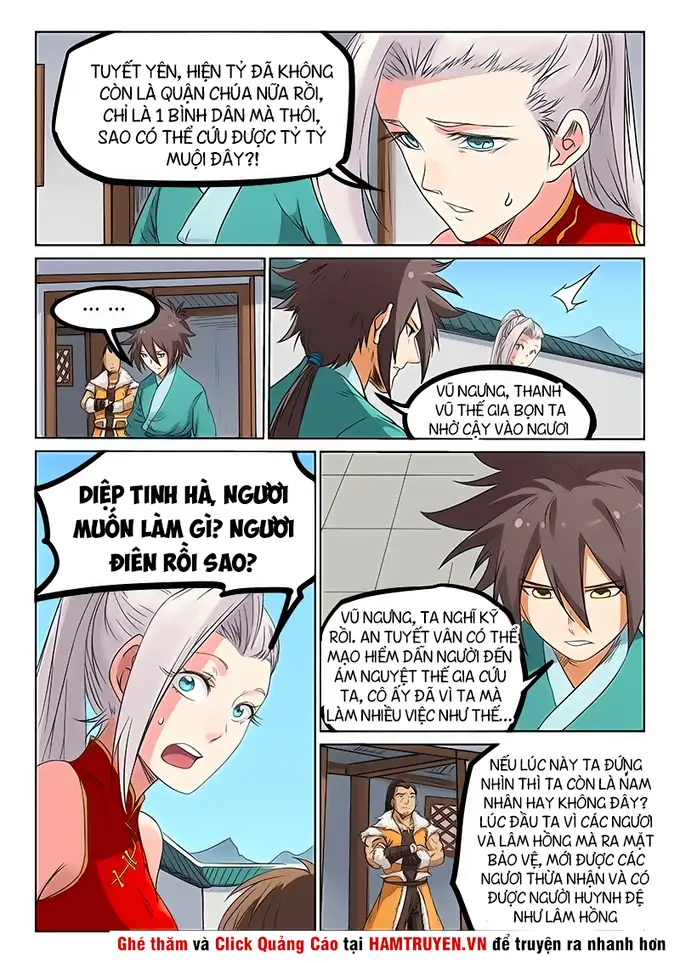 TUYẾT YÊN, HIỆN TỶ ĐÃ KHÔNG
CÒN LÀ QUẬN CHÚA NỮA RỒI,
CHỈ LÀ 1 BÌNH DÂN MÀ THÔI,
SAO CÓ THỂ CỨU ĐƯỢC TỶ TỶ
MUỘI ĐÂY?!
... ...
VŨ NGƯNG, THANH
VŨ THẾ GIA BỌN TA
NHỜ CẬY VÀO NGƯƠI
DIỆP TINH HÀ, NGƯƠI
MUỐN LÀM GÌ? NGƯƠI
ĐIÊN RỒI SAO?
VŨ NGƯNG, TA NGHĨ KỸ
RỒI. AN TUYẾT VÂN CÓ THỂ
MẠO HIỂM DẪN NGƯỜI ĐẾN
ÁM NGUYỆT THẾ GIA CỨU
TA, CÔ ẤY ĐÃ VÌ TA MÀ
LÀM NHIỀU VIỆC NHƯ THẾ...
NẾU LÚC NÀY TA ĐỨNG
NHÌN THÌ TA CÒN LÀ NAM
NHÂN HAY KHÔNG ĐÂY?
LÚC ĐẦU TA VÌ CÁC NGƯƠI
VÀ LÂM HỒNG MÀ RA MẶT
BẢO VỆ, MỚI ĐƯỢC CÁC
NGƯƠI THỪA NHẬN VÀ CÓ
ĐƯỢC NGƯỜI HUYNH ĐỆ
NHƯ LÂM HỒNG
Ghé thăm và Click Quảng Cáo tại HAMTRUYEN.VN để truyện ra nhanh hơn